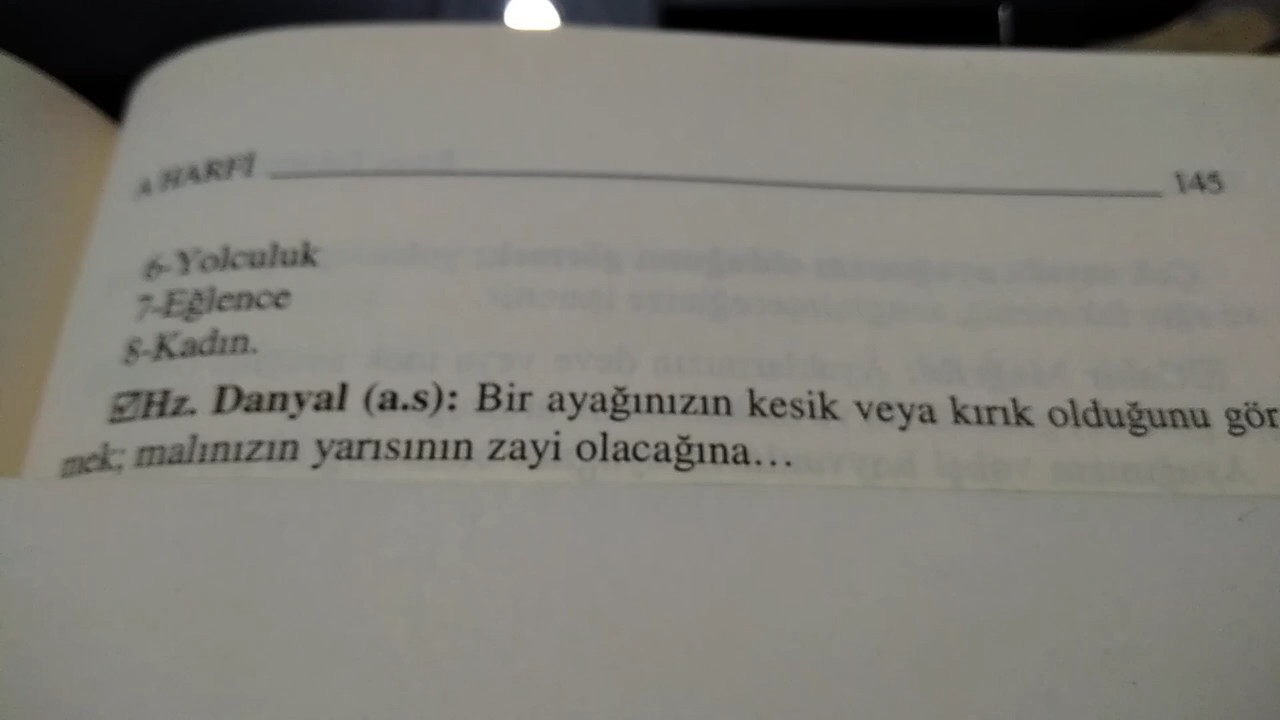 A HARFİ 145
6-Yolculuk
7-Eğlence
8-Kadın.
Hz. Danyal (a.s): Bir ayağınızın kesik veya kırık olduğunu gör
mek; malınızın yarısının zayi olacağına...